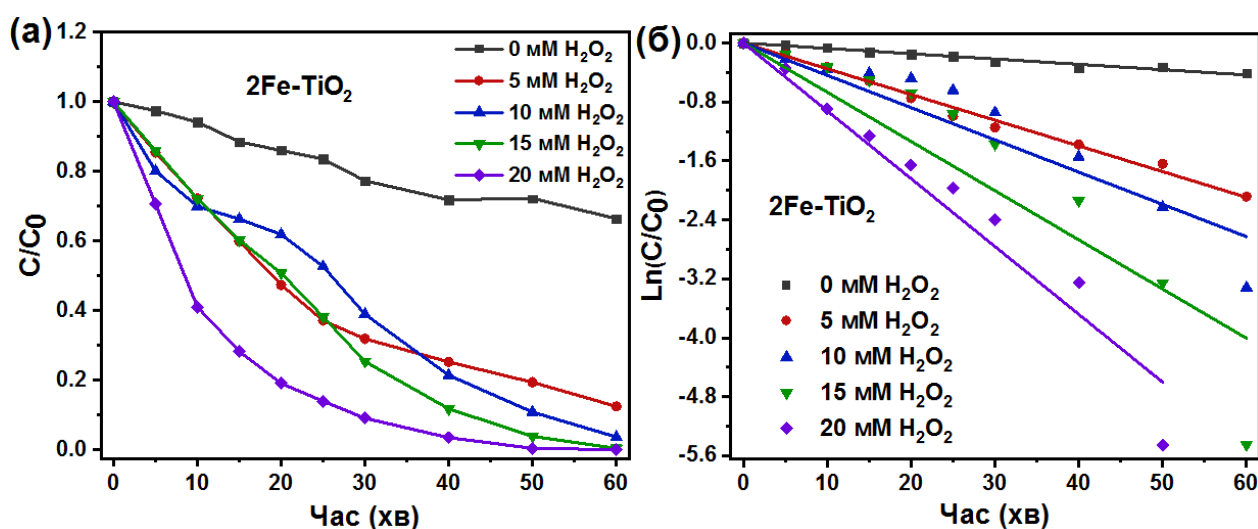 (а)
1.2
1.0
0.8
0.6
0.4
0.2
0.0
C/C0
2Fe-TiO2
0 мМ H2O2
5 мМ H2O2
10 мМ H2O2
15 мМ H2O2
20 мМ H2O2
0 10 20 30 40 50 60
Час (хв)
(б)
0.0
-0.8
-1.6
-2.4
-3.2
-4.0
-4.8
-5.6
Ln(C/C0)
2Fe-TiO2
0 мМ H2O2
5 мМ H2O2
10 мМ H2O2
15 мМ H2O2
20 мМ H2O2
0 10 20 30 40 50 60
Час (хв)